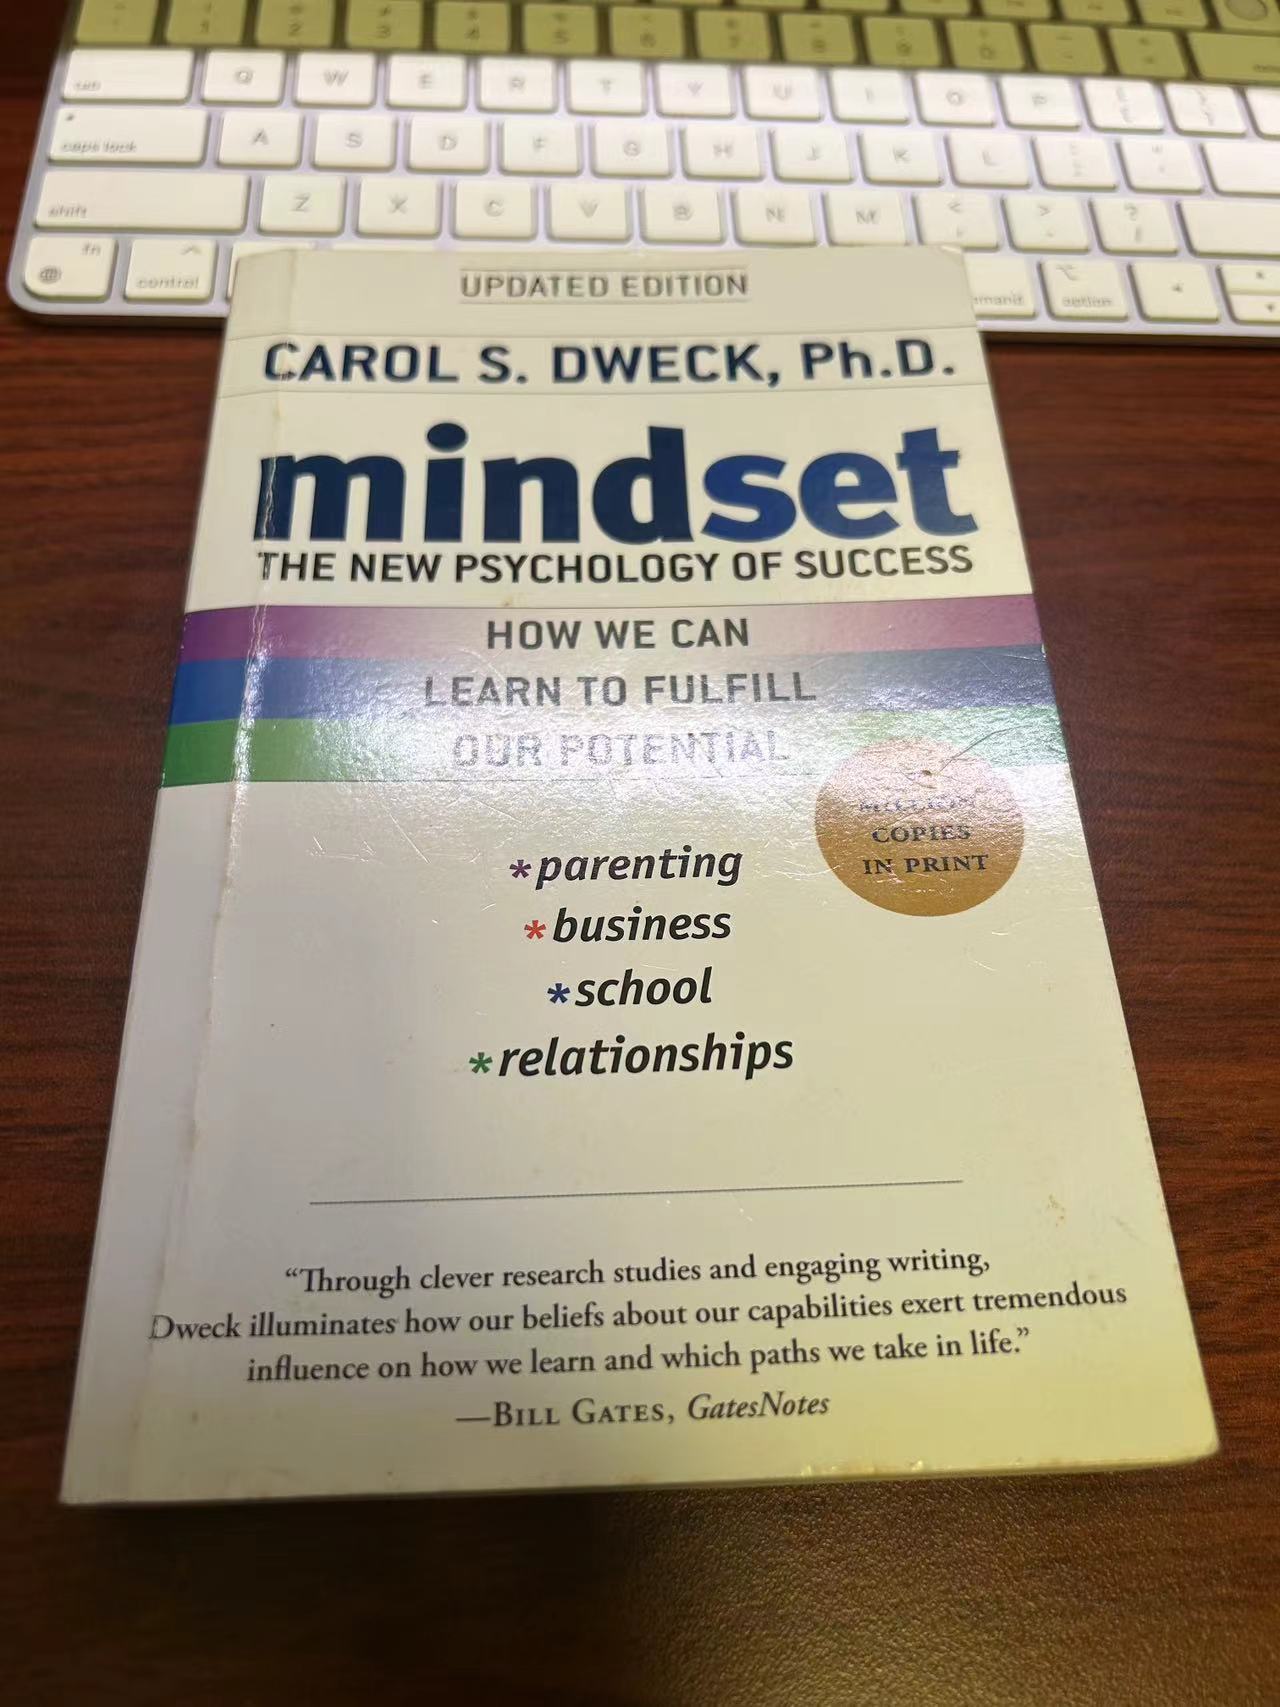 tab Q W E R T Y U I O P
caps lock A S D F G H J K L
shift Z X C V B N M
fn control option
UPDATED EDITION
CAROL S. DWECK, Ph.D.
mindset
THE NEW PSYCHOLOGY OF SUCCESS
HOW WE CAN
LEARN TO FULFILL
OUR POTENTIAL
MILLION
COPIES
IN PRINT
*parenting
*business
*school
*relationships
“Through clever research studies and engaging writing,
Dweck illuminates how our beliefs about our capabilities exert tremendous
influence on how we learn and which paths we take in life.”
—BILL GATES, GatesNotes